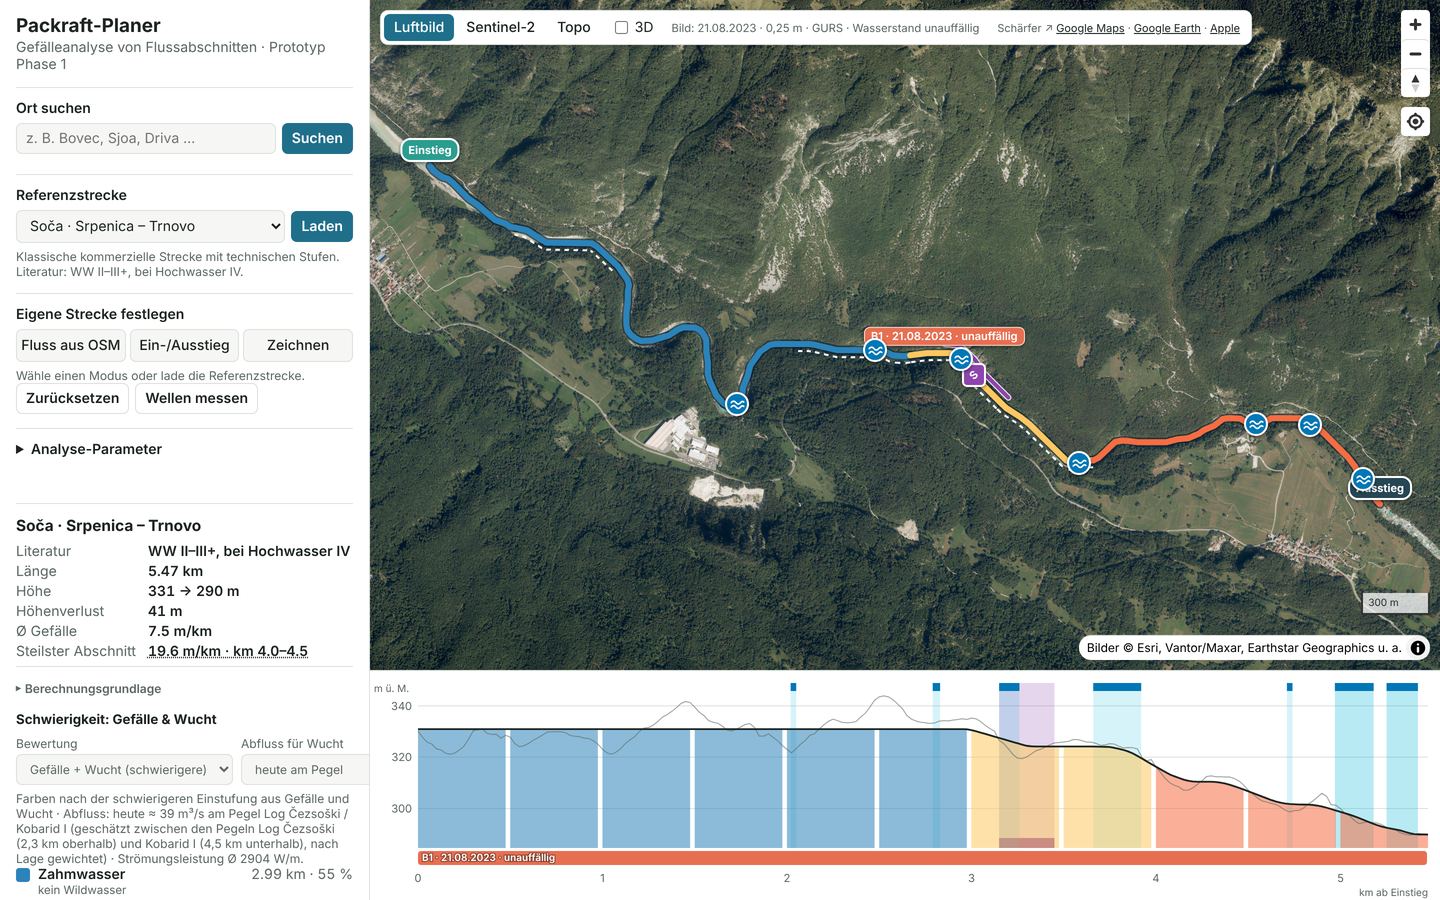 Packraft-Planer
Gefälleanalyse von Flussabschnitten · Prototyp
Phase 1
Ort suchen
z. B. Bovec, Sjoa, Driva ...
Suchen
Referenzstrecke
Soča · Srpenica – Trnovo
Laden
Klassische kommerzielle Strecke mit technischen Stufen.
Literatur: WW II–III+, bei Hochwasser IV.
Eigene Strecke festlegen
Fluss aus OSM
Ein-/Ausstieg
Zeichnen
Wähle einen Modus oder lade die Referenzstrecke.
Zurücksetzen
Wellen messen
Analyse-Parameter
Soča · Srpenica – Trnovo
Literatur WW II–III+, bei Hochwasser IV
Länge 5.47 km
Höhe 331 → 290 m
Höhenverlust 41 m
Ø Gefälle 7.5 m/km
Steilster Abschnitt 19.6 m/km · km 4.0–4.5
Berechnungsgrundlage
Schwierigkeit: Gefälle & Wucht
Bewertung Abfluss für Wucht
Gefälle + Wucht (schwierigere) heute am Pegel
Farben nach der schwierigeren Einstufung aus Gefälle und
Wucht · Abfluss: heute ≈ 39 m³/s am Pegel Log Čezsoški /
Kobarid I (geschätzt zwischen den Pegeln Log Čezsoški
(2,3 km oberhalb) und Kobarid I (4,5 km unterhalb), nach
Lage gewichtet) · Strömungsleistung Ø 2904 W/m.
Zahmwasser 2.99 km · 55 %
kein Wildwasser
Luftbild Sentinel-2 Topo 3D Bild: 21.08.2023 · 0,25 m · GURS · Wasserstand unauffällig Schärfer ↗ Google Maps · Google Earth · Apple
Einstieg
B1 · 21.08.2023 · unauffällig
S
300 m
Bilder © Esri, Vantor/Maxar, Earthstar Geographics u. a.
m ü. M.
340
320
300
B1 · 21.08.2023 · unauffällig
0 1 2 3 4 5
km ab Einstieg